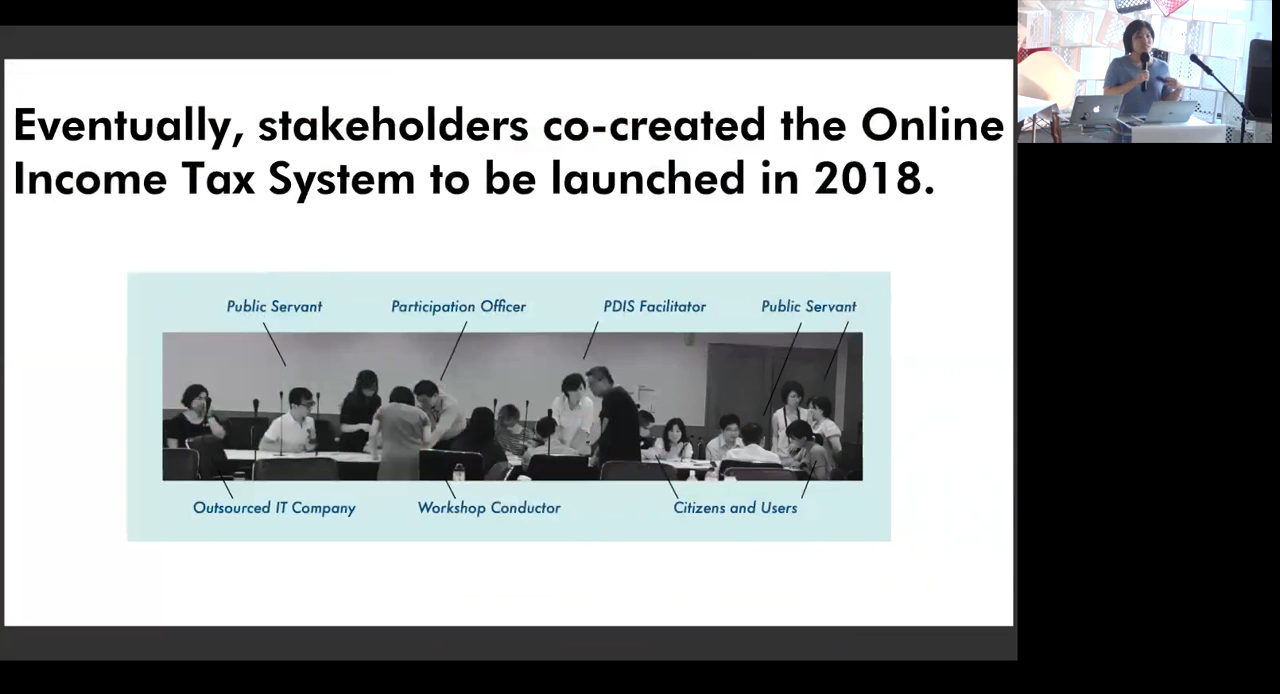 Eventually, stakeholders co-created the Online
Income Tax System to be launched in 2018.
Public Servant
Participation Officer
PDIS Facilitator
Public Servant
Outsourced IT Company
Workshop Conductor
Citizens and Users